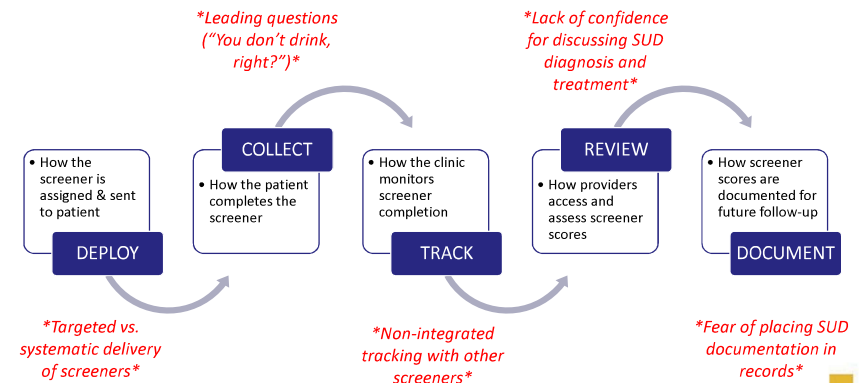 *Leading questions
("You don't drink,
right?")*
*Lack of confidence
for discussing SUD
diagnosis and
treatment*
• How the
screener is
assigned & sent
to patient
DEPLOY
COLLECT
• How the patient
completes the
screener
• How the clinic
monitors
screener
completion
TRACK
REVIEW
• How providers
access and
assess screener
scores
• How screener
scores are
documented for
future follow-up
DOCUMENT
*Targeted vs.
systematic delivery
of screeners*
*Non-integrated
tracking with other
screeners*
*Fear of placing SUD
documentation in
records*